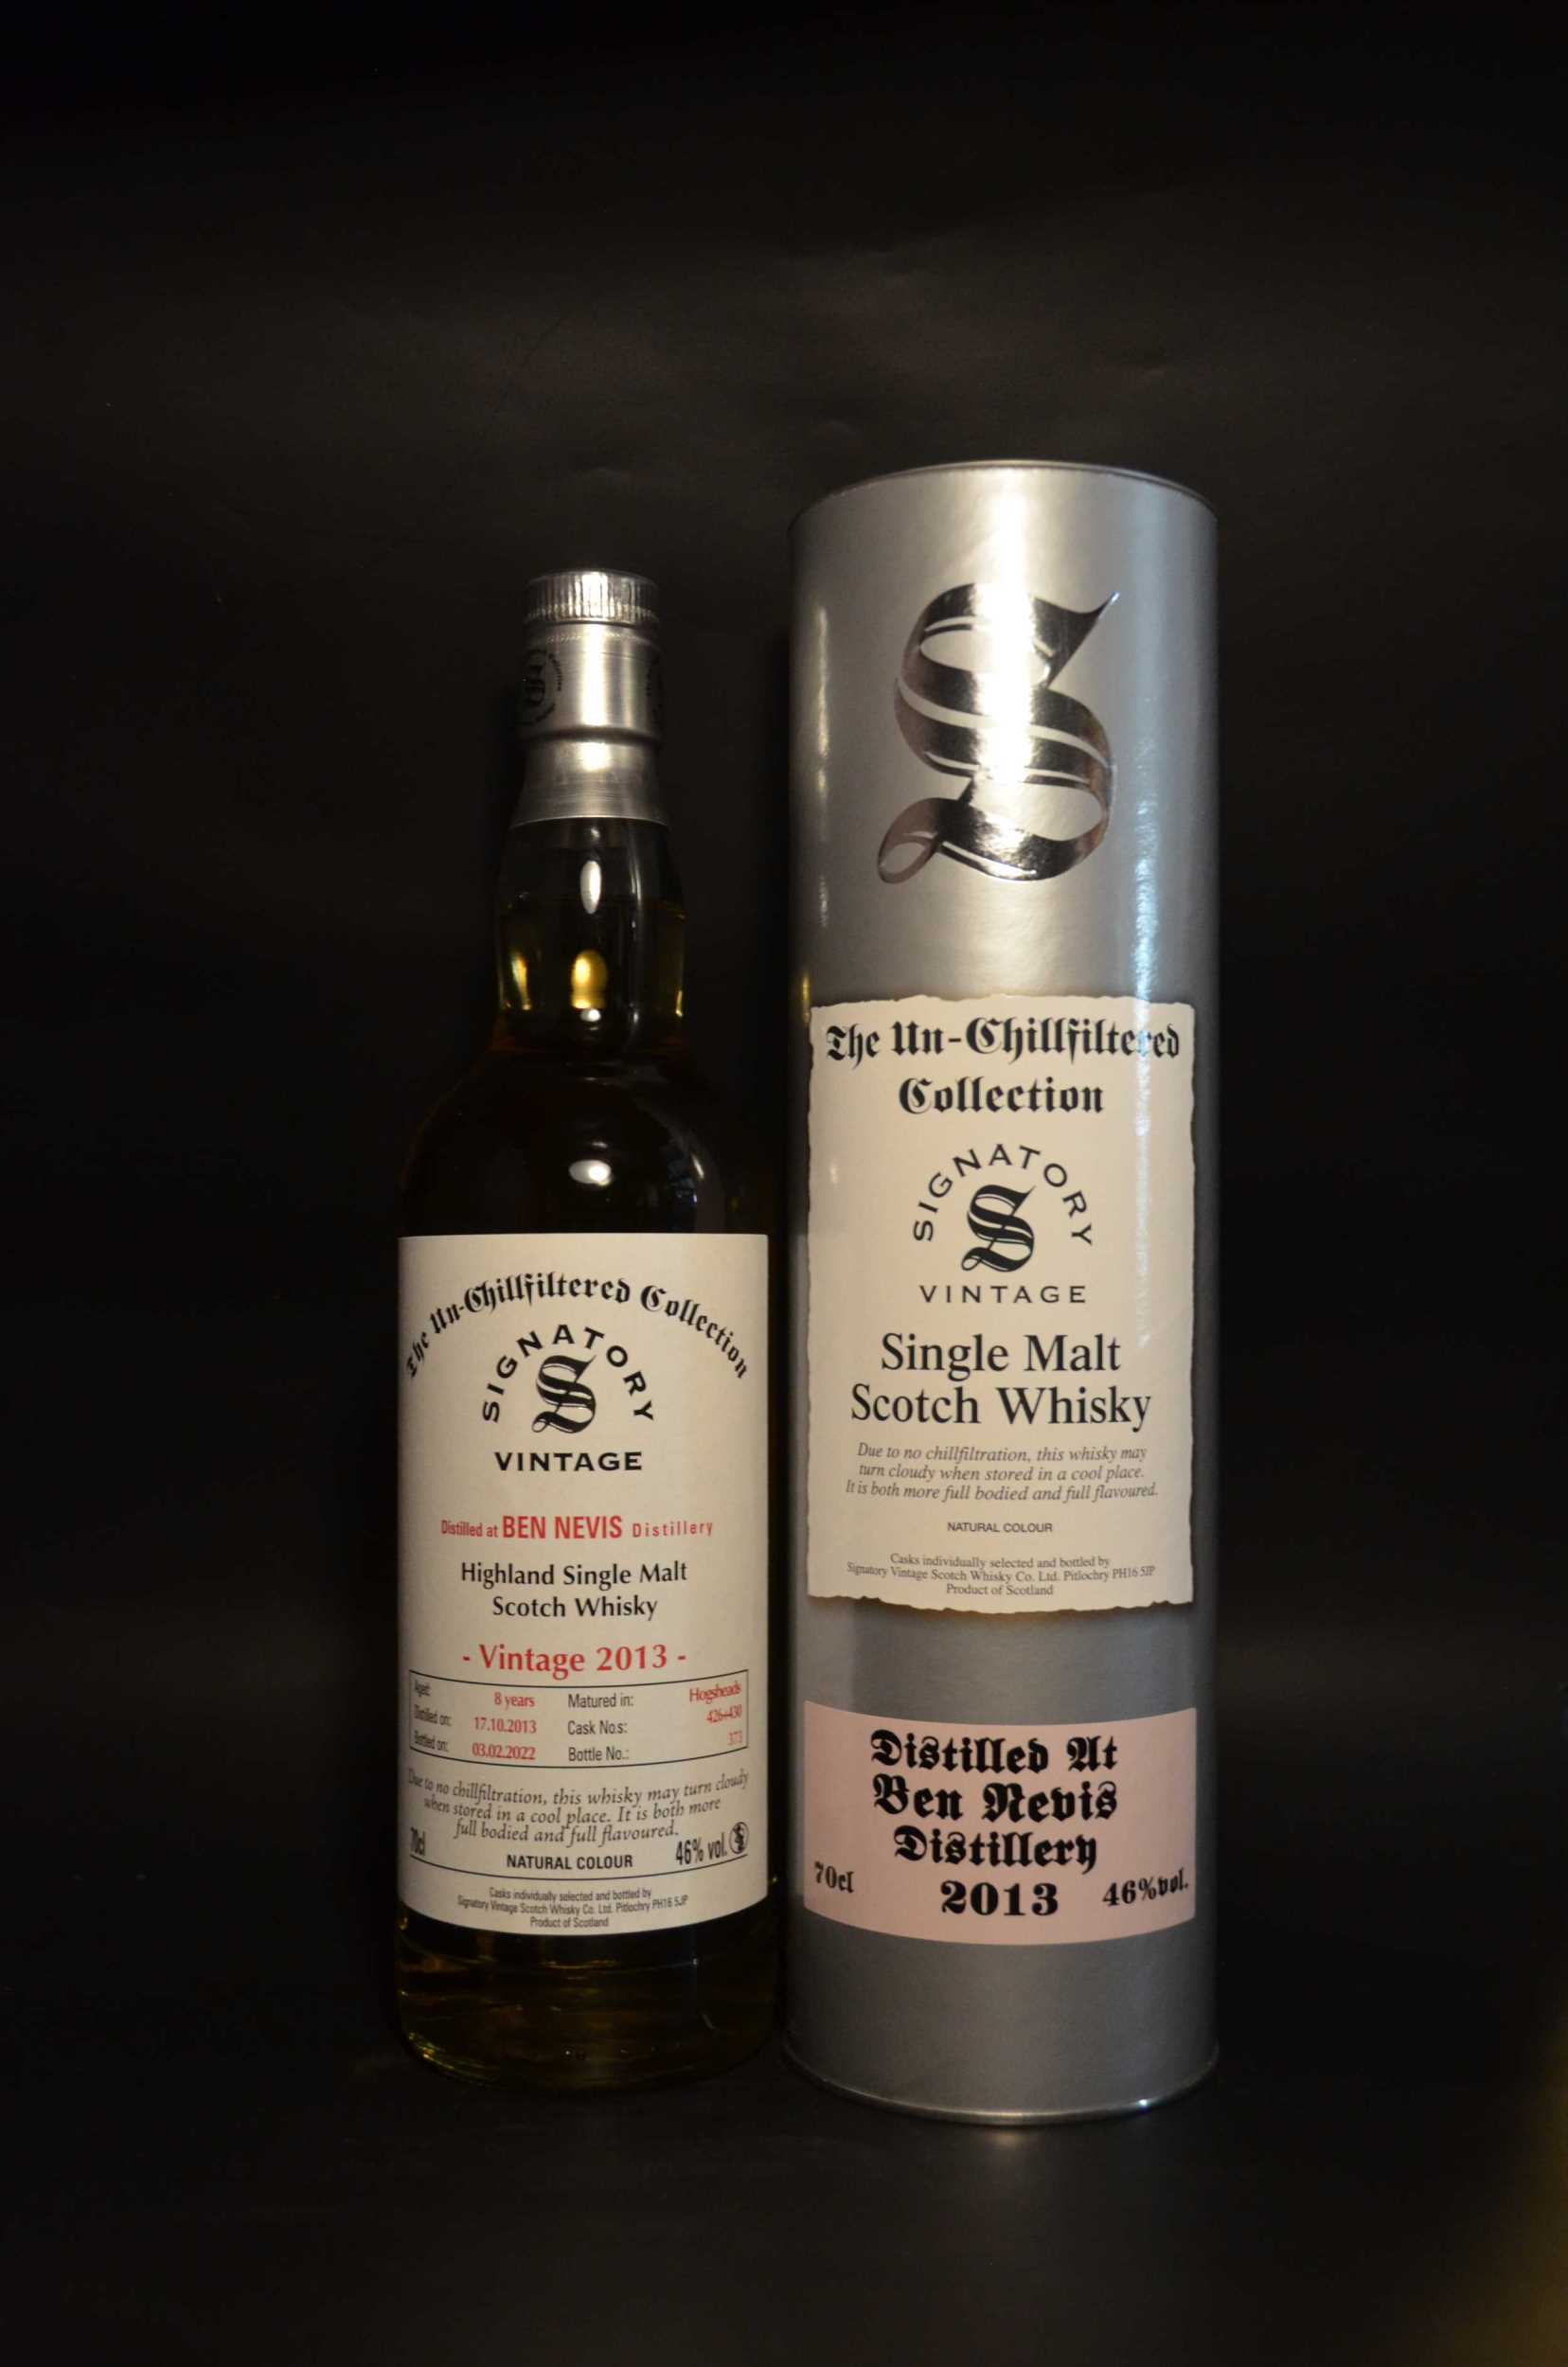 The Un-Chillfiltered Collection
SIGNATORY
S
VINTAGE
Distilled at BEN NEVIS Distillery
Highland Single Malt
Scotch Whisky
- Vintage 2013 -
Aged: 8 years Matured in: Hogsheads
Distilled on: 17.10.2013 Cask No.s: 426-430
Bottled on: 03.02.2022 Bottle No.: 373
Due to no chillfiltration, this whisky may turn cloudy
when stored in a cool place. It is both more
full bodied and full flavoured.
70cl NATURAL COLOUR 46% vol.
Casks individually selected and bottled by
Signatory Vintage Scotch Whisky Co. Ltd. Pitlochry PH16 5JP
Product of Scotland
S
The Un-Chillfiltered
Collection
SIGNATORY
S
VINTAGE
Single Malt
Scotch Whisky
Due to no chillfiltration, this whisky may
turn cloudy when stored in a cool place.
It is both more full bodied and full flavoured.
NATURAL COLOUR
Casks individually selected and bottled by
Signatory Vintage Scotch Whisky Co. Ltd. Pitlochry PH16 5JP
Product of Scotland
Distilled At
Ben Nevis
Distillery
70cl 2013 46%vol.